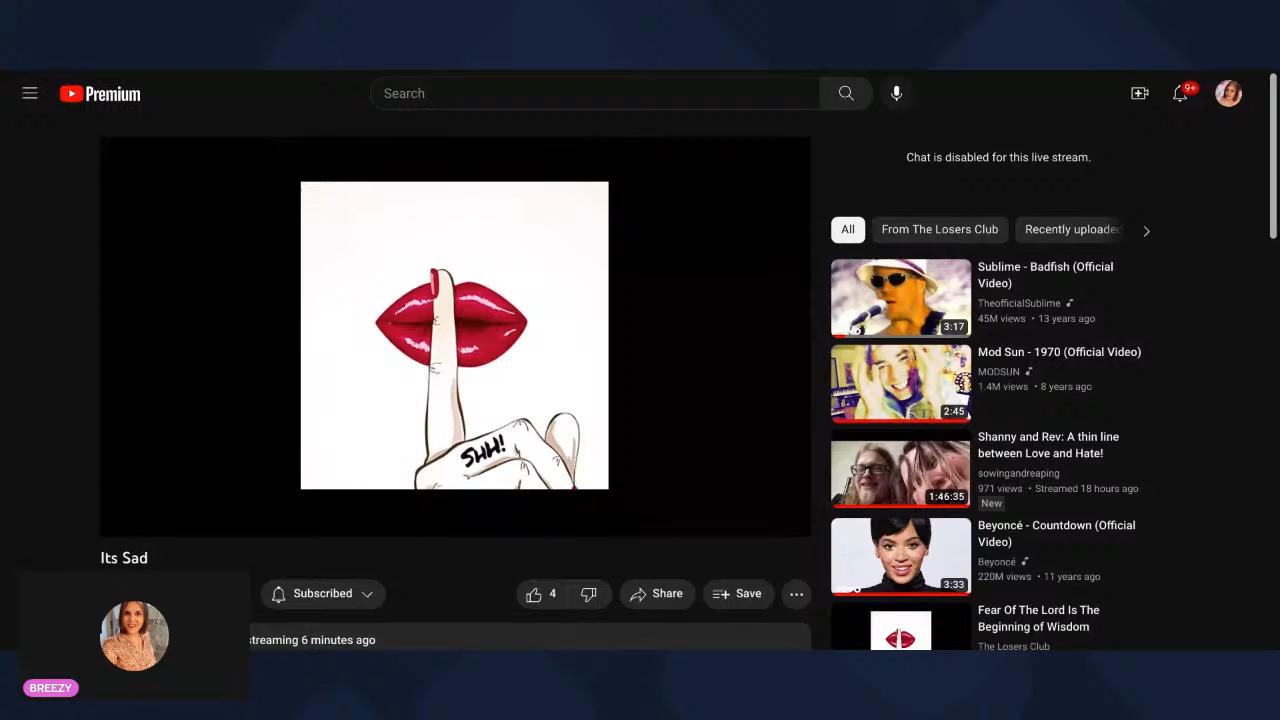 Premium
Search
9+
Chat is disabled for this live stream.
All
From The Losers Club
Recently uploaded
Sublime - Badfish (Official
Video)
TheofficialSublime
45M views • 13 years ago
3:17
Mod Sun - 1970 (Official Video)
MODSUN
1.4M views • 8 years ago
2:45
Shanny and Rev: A thin line
between Love and Hate!
sowingandreaping
971 views • Streamed 18 hours ago
1:46:35
New
Beyoncé - Countdown (Official
Video)
Beyoncé
220M views • 11 years ago
3:33
Fear Of The Lord Is The
Beginning of Wisdom
The Losers Club
SHH!
Its Sad
Subscribed
4
Share
Save
streaming 6 minutes ago
BREEZY